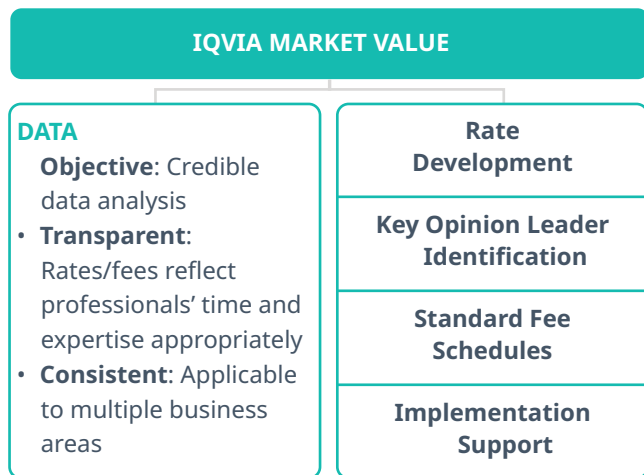 IQVIA MARKET VALUE
DATA
Objective: Credible
data analysis
• Transparent:
Rates/fees reflect
professionals’ time and
expertise appropriately
• Consistent: Applicable
to multiple business
areas
Rate
Development
Key Opinion Leader
Identification
Standard Fee
Schedules
Implementation
Support